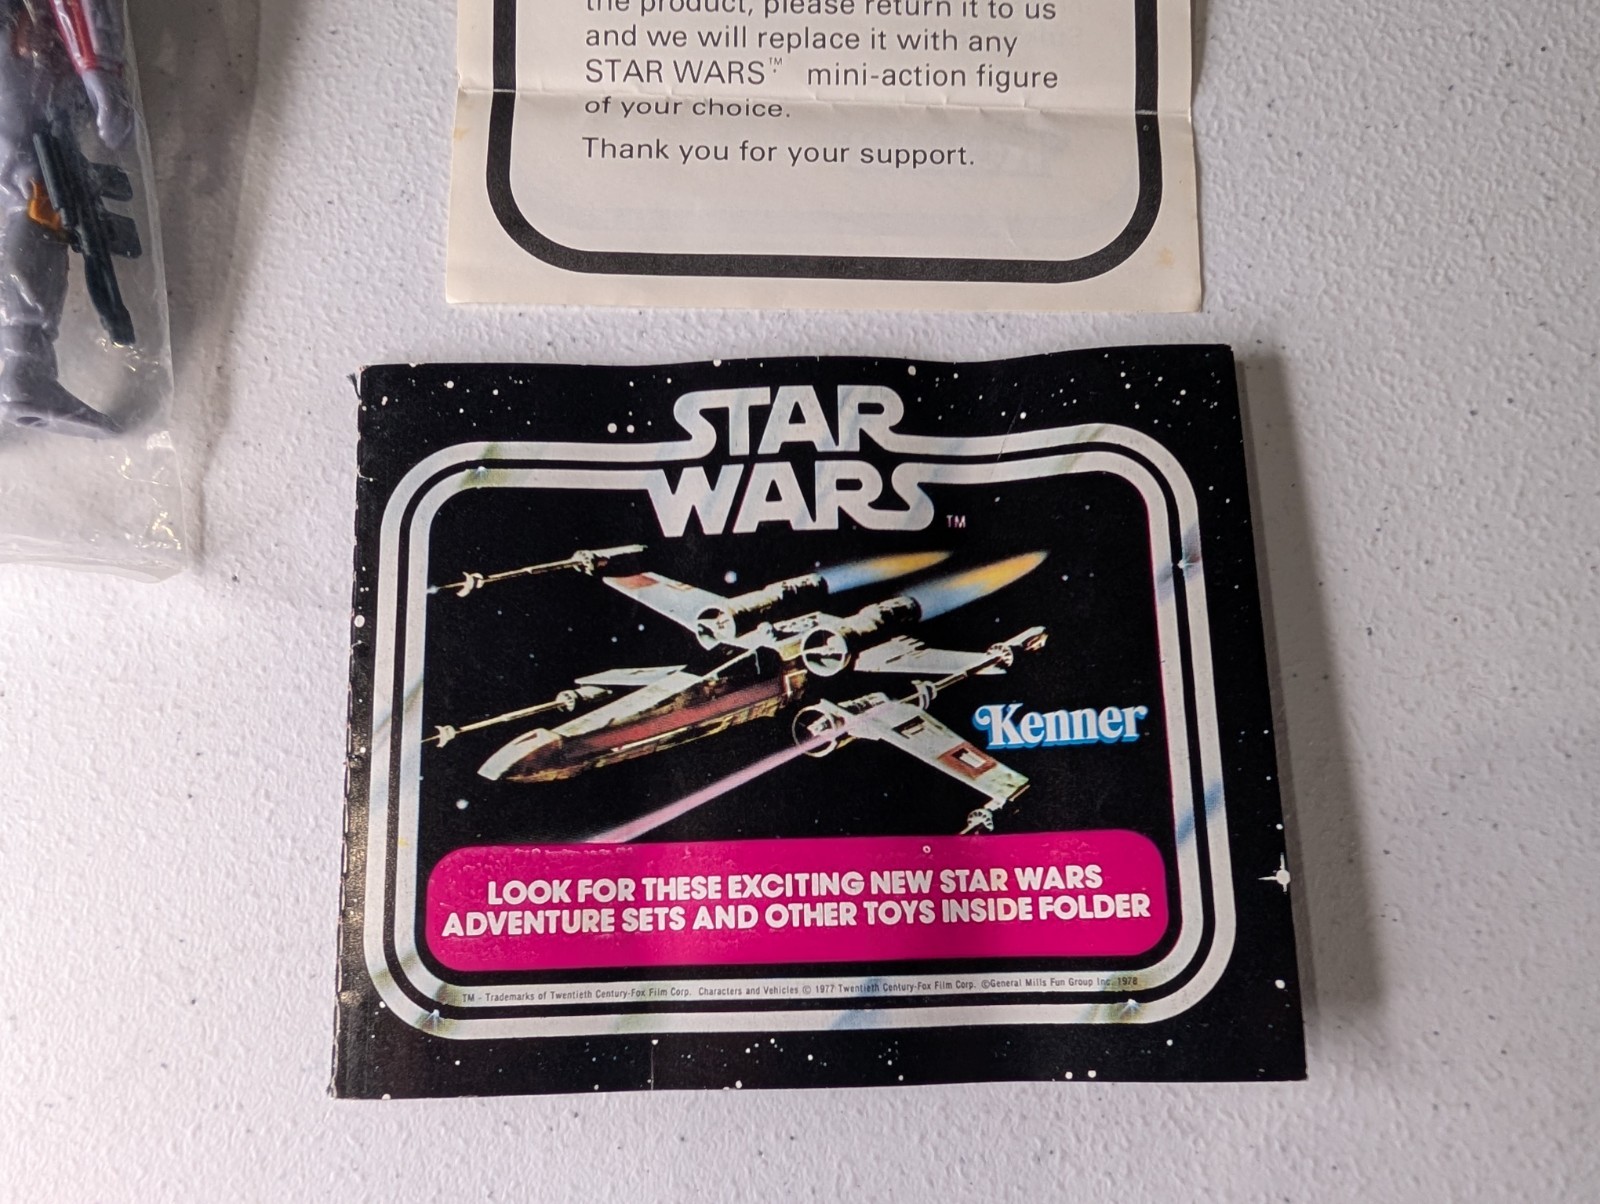 the product, please return it to us
and we will replace it with any
STAR WARS™ mini-action figure
of your choice.
Thank you for your support.
STAR
WARS TM
Kenner
LOOK FOR THESE EXCITING NEW STAR WARS
ADVENTURE SETS AND OTHER TOYS INSIDE FOLDER
TM - Trademarks of Twentieth Century-Fox Film Corp. Characters and Vehicles © 1977 Twentieth Century-Fox Film Corp. ©General Mills Fun Group Inc. 1978